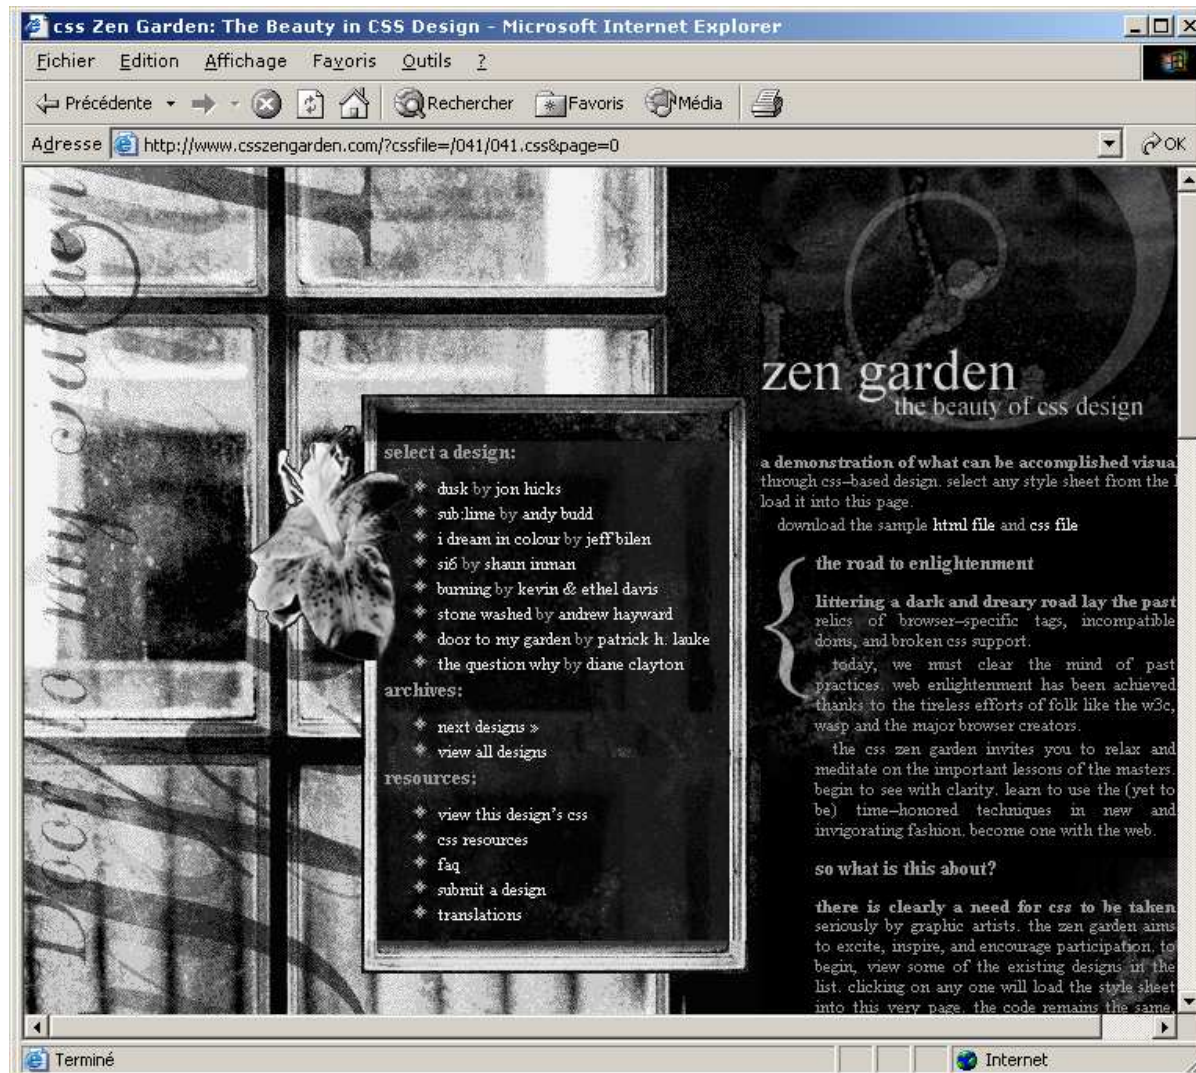 css Zen Garden: The Beauty in CSS Design - Microsoft Internet Explorer
Fichier Edition Affichage Favoris Outils ?
Précédente Rechercher Favoris Média
Adresse http://www.csszengarden.com/?cssfile=/041/041.css&page=0 OK
Door to my garden
zen garden
the beauty of css design
select a design:
dusk by jon hicks
sub:lime by andy budd
i dream in colour by jeff bilen
si6 by shaun inman
burning by kevin & ethel davis
stone washed by andrew hayward
door to my garden by patrick h. lauke
the question why by diane clayton
archives:
next designs »
view all designs
resources:
view this design's css
css resources
faq
submit a design
translations
a demonstration of what can be accomplished visua
through css-based design. select any style sheet from the l
load it into this page.
download the sample html file and css file
the road to enlightenment
littering a dark and dreary road lay the past
relics of browser-specific tags, incompatible
doms, and broken css support.
today, we must clear the mind of past
practices. web enlightenment has been achieved
thanks to the tireless efforts of folk like the w3c,
wasp and the major browser creators.
the css zen garden invites you to relax and
meditate on the important lessons of the masters.
begin to see with clarity. learn to use the (yet to
be) time-honored techniques in new and
invigorating fashion. become one with the web.
so what is this about?
there is clearly a need for css to be taken
seriously by graphic artists. the zen garden aims
to excite, inspire, and encourage participation. to
begin, view some of the existing designs in the
list. clicking on any one will load the style sheet
into this very page. the code remains the same,
Terminé Internet